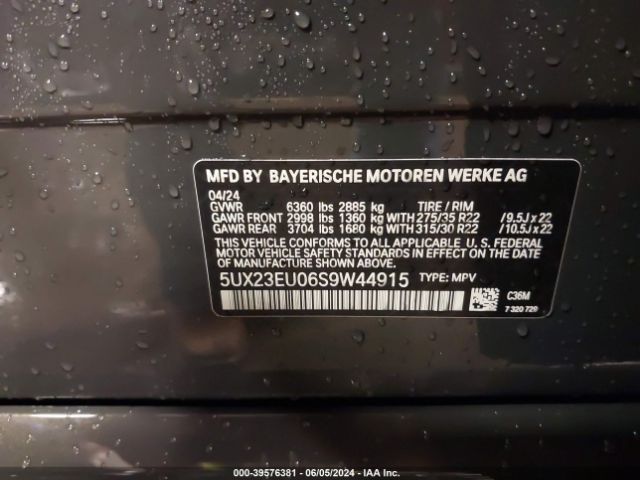 MFD BY BAYERISCHE MOTOREN WERKE AG
04/24
GVWR 6360 lbs 2885 kg TIRE / RIM
GAWR FRONT 2998 lbs 1360 kg WITH 275/35 R22 / 9.5J x 22
GAWR REAR 3704 lbs 1680 kg WITH 315/30 R22 / 10.5J x 22
THIS VEHICLE CONFORMS TO ALL APPLICABLE U. S. FEDERAL
MOTOR VEHICLE SAFETY STANDARDS IN EFFECT ON THE
DATE OF MANUFACTURE SHOWN ABOVE.
5UX23EU06S9W44915 TYPE: MPV
C36M
7 320 729
000-39576381 - 06/05/2024 - IAA Inc.